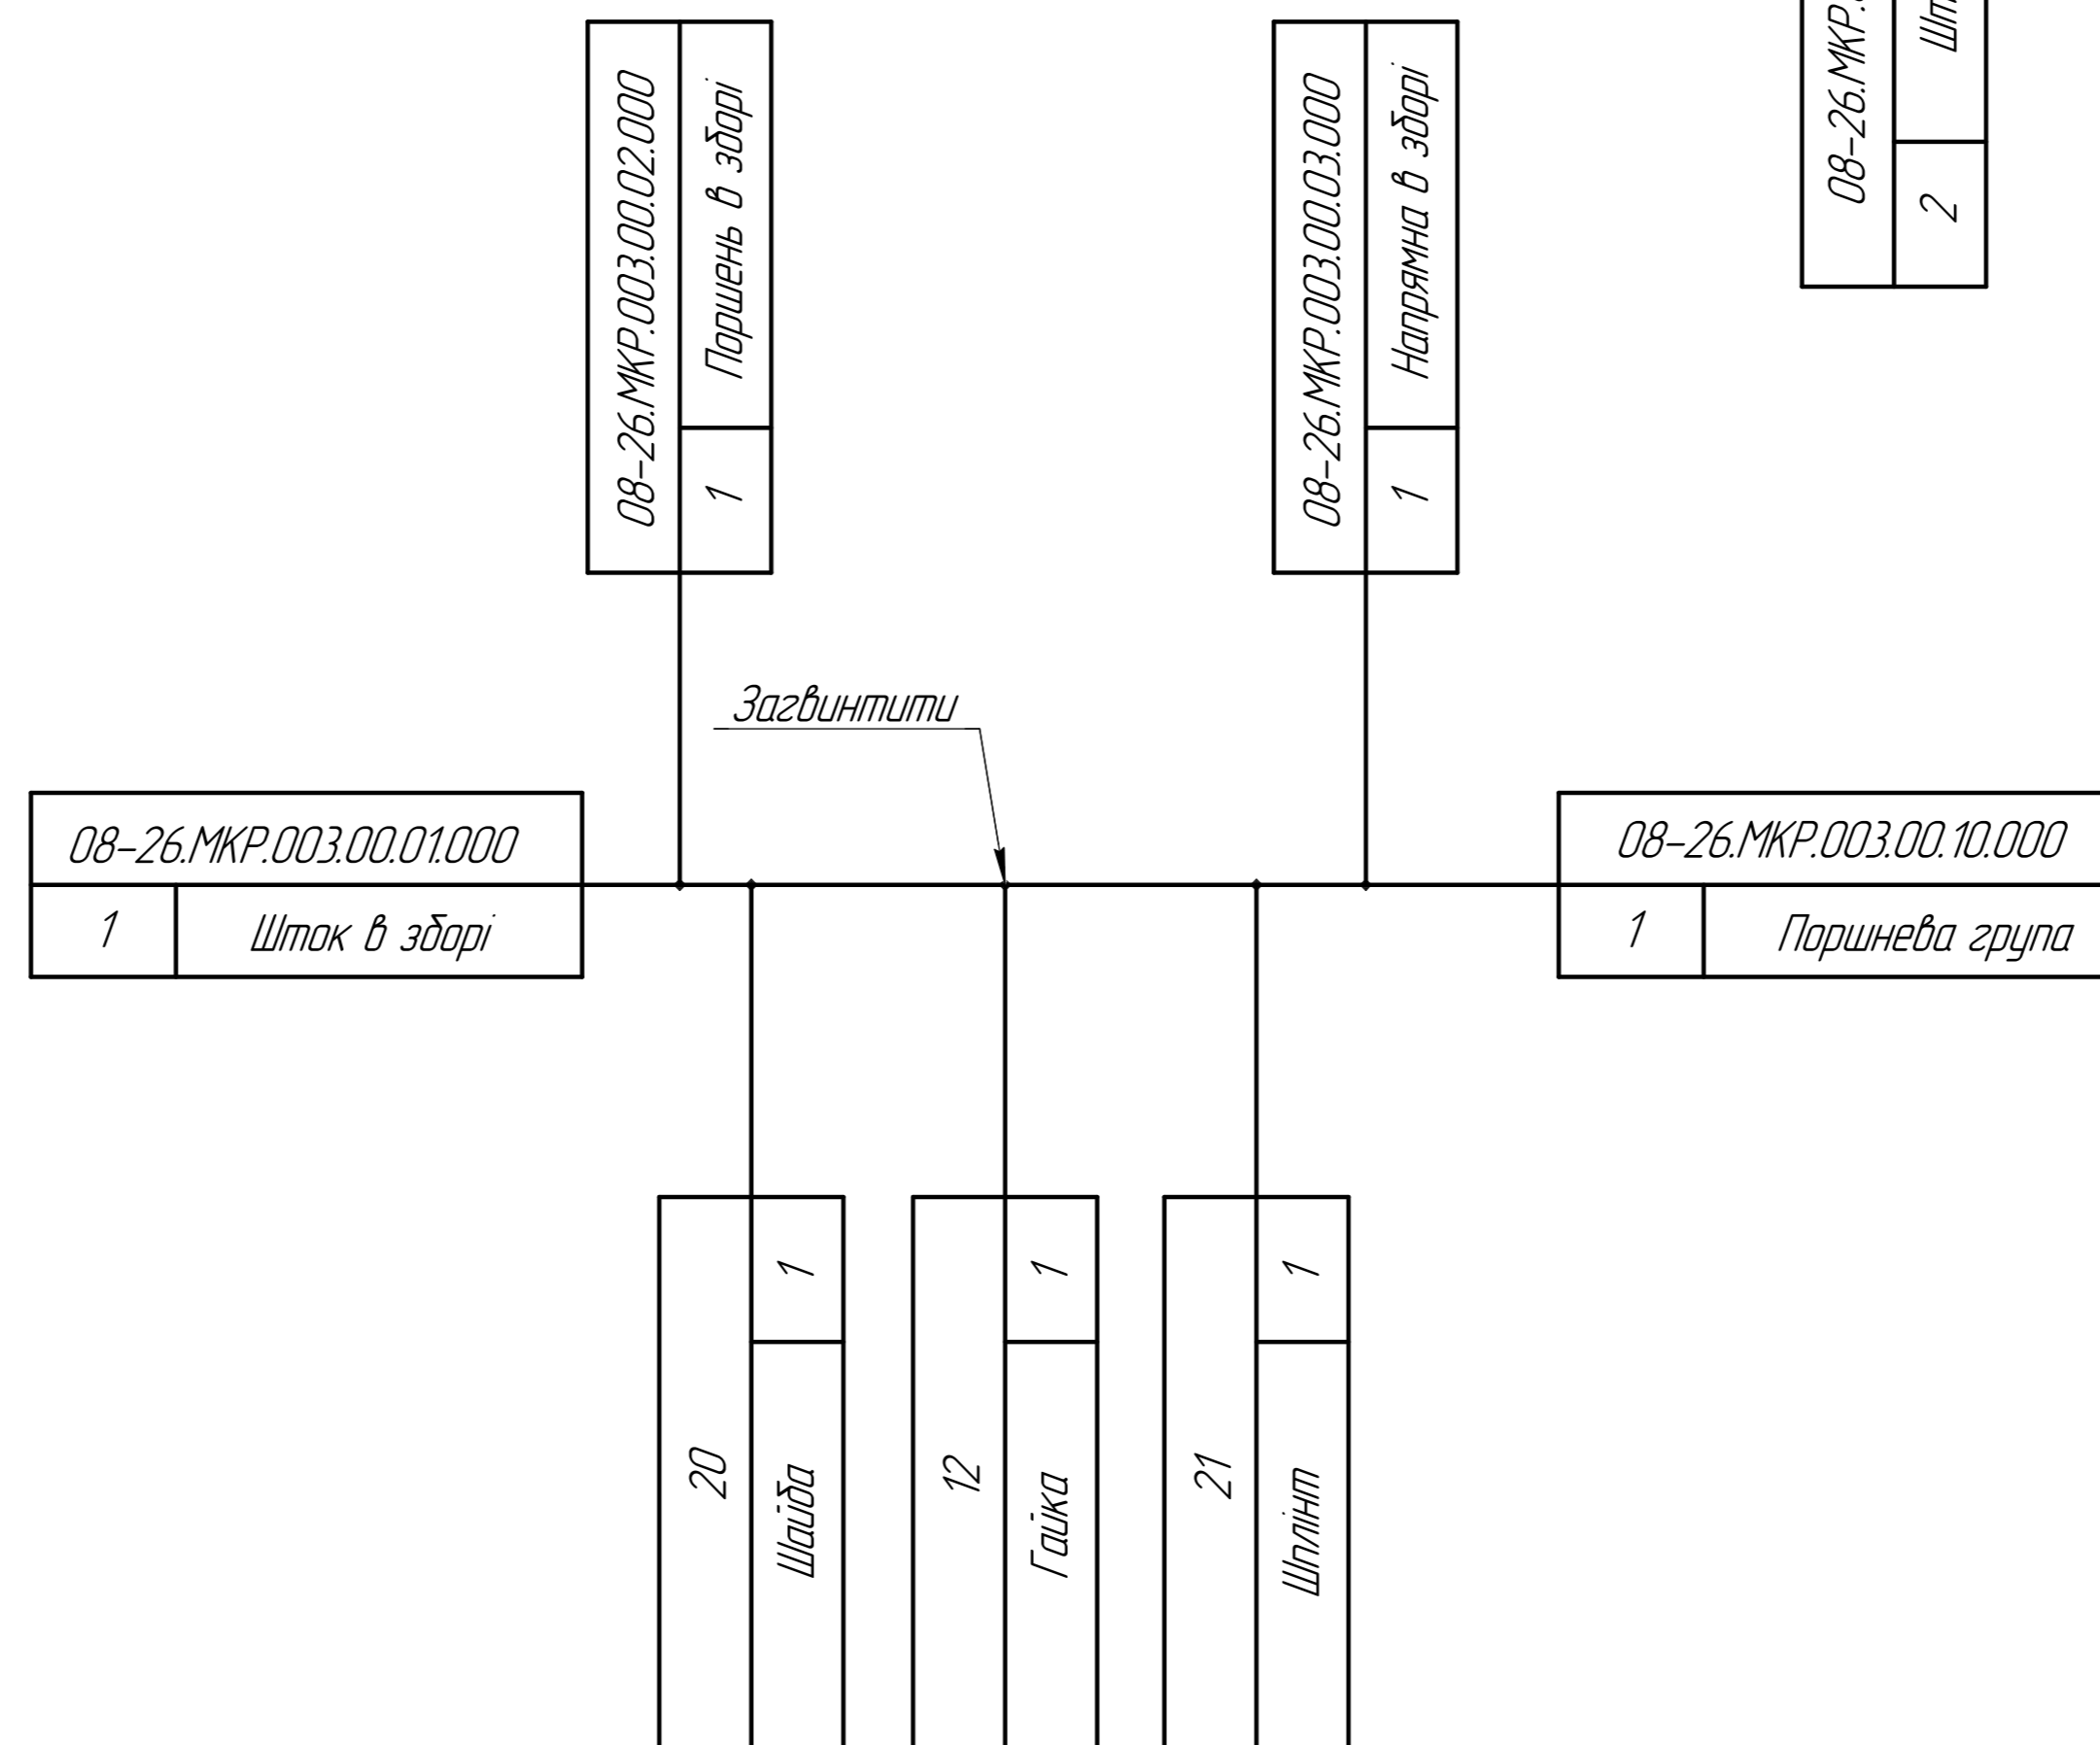 08-26.МКР.003.00.02.000
Поршень в зборі
1
08-26.МКР.003.00.03.000
Напрямна в зборі
1
08-26.МКР.
2
Загвинтити
08-26.МКР.003.00.01.000
1 Шток в зборі
08-26.МКР.003.00.10.000
1 Поршнева група
20
1
Шайба
12
1
Гайка
21
1
Шплінт